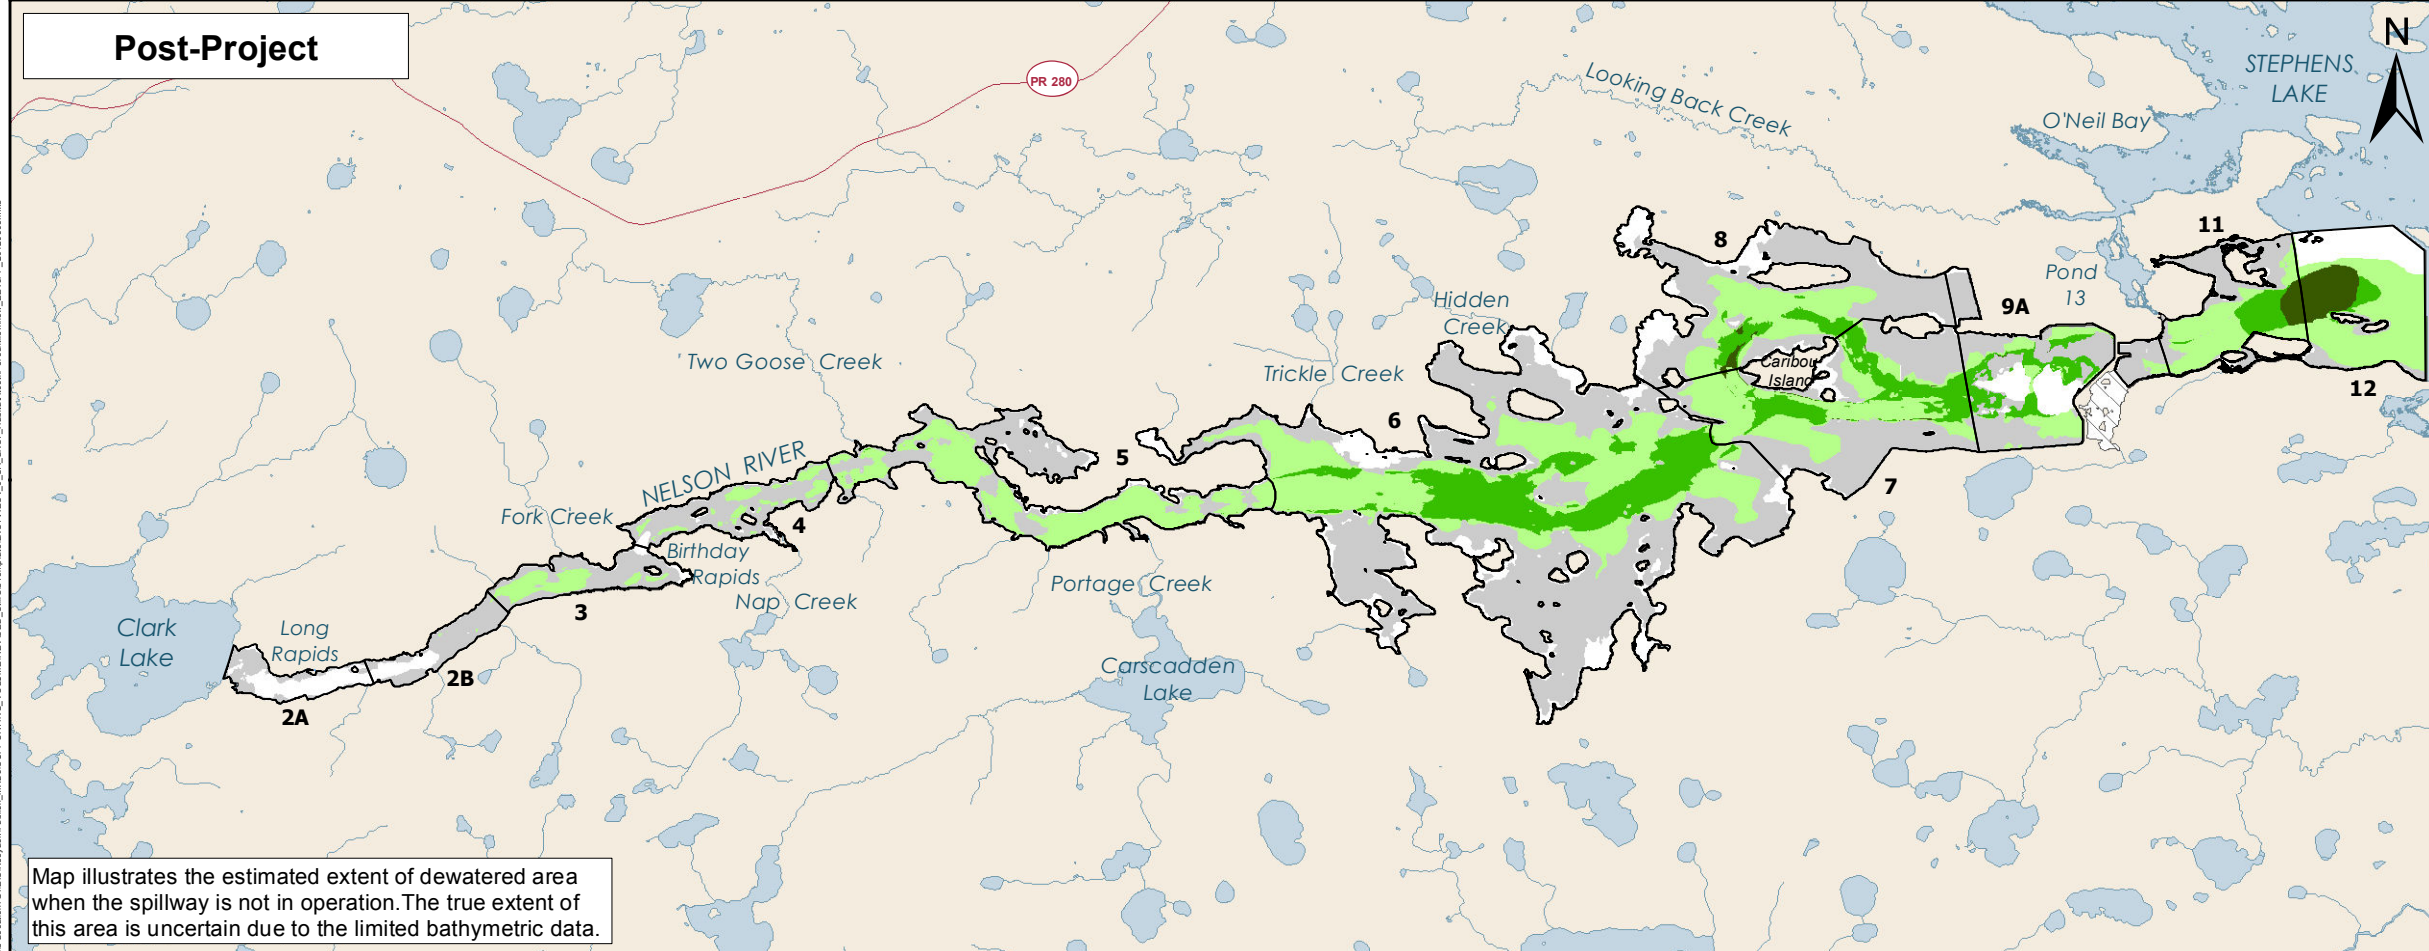 Post-Project
N
PR 280
STEPHENS
LAKE
Looking Back Creek
O'Neil Bay
11
8
Pond
13
9A
Hidden
Creek
Two Goose Creek
Trickle Creek
Caribou
Island
12
6
5
NELSON RIVER
7
Fork Creek
4
Birthday
Rapids
Portage Creek
Nap Creek
3
Clark
Lake
Long
Rapids
Carscadden
Lake
2B
2A
Map illustrates the estimated extent of dewatered area
when the spillway is not in operation.The true extent of
this area is uncertain due to the limited bathymetric data.